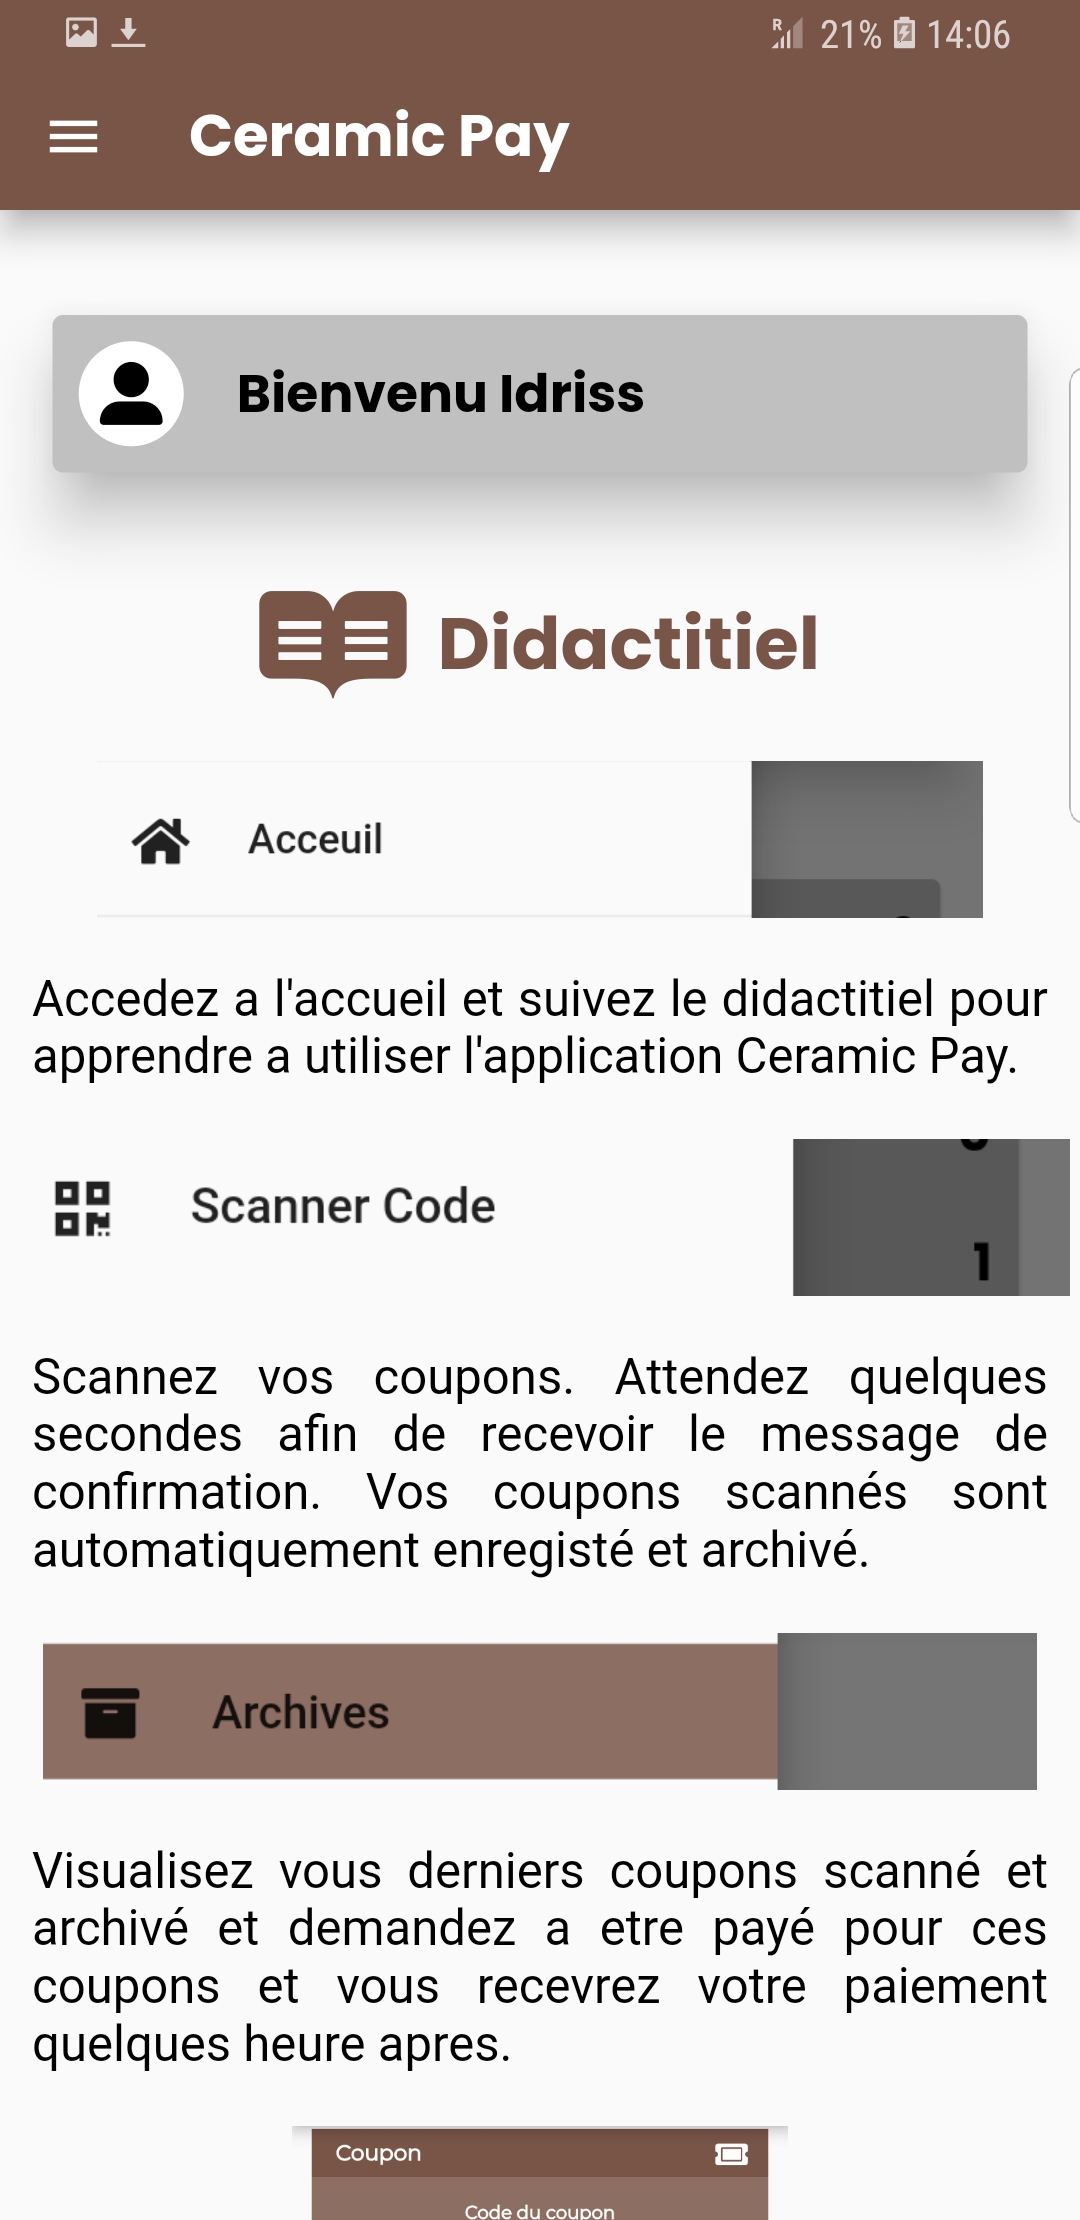 R 21% 14:06
Ceramic Pay
Bienvenu Idriss
Didactitiel
Acceuil
Accedez a l'accueil et suivez le didactitiel pour
apprendre a utiliser l'application Ceramic Pay.
Scanner Code
1
Scannez vos coupons. Attendez quelques
secondes afin de recevoir le message de
confirmation. Vos coupons scannés sont
automatiquement enregisté et archivé.
Archives
Visualisez vous derniers coupons scanné et
archivé et demandez a etre payé pour ces
coupons et vous recevrez votre paiement
quelques heure apres.
Coupon
Code du coupon